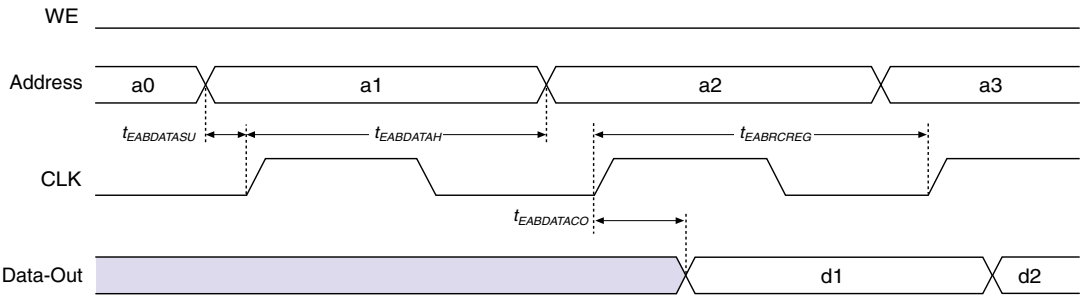 WE
Address a0 a1 a2 a3
tEABDATASU tEABDATAH tEABRCREG
CLK
tEABDATACO
Data-Out d1 d2